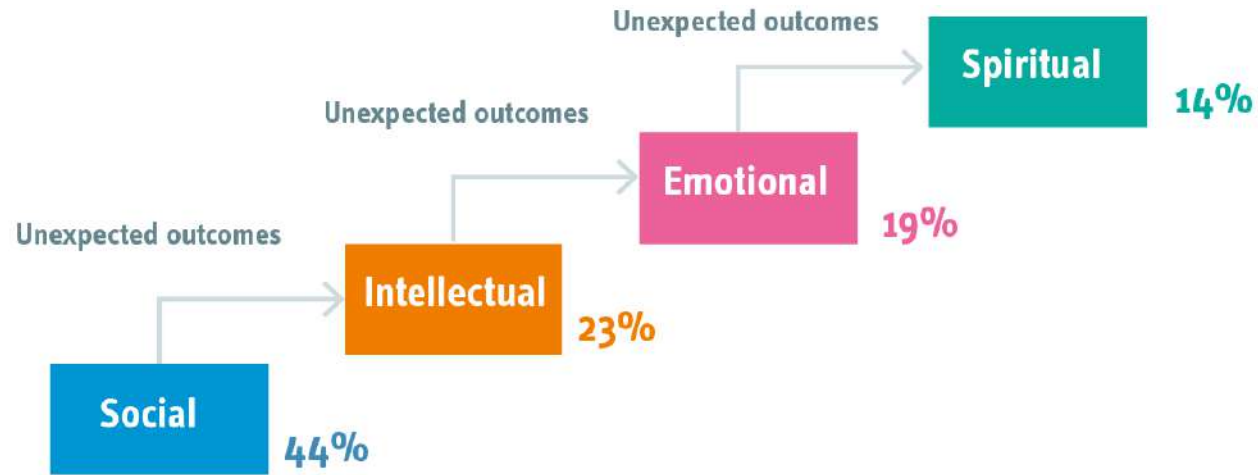 Unexpected outcomes
Spiritual
14%
Unexpected outcomes
Emotional
19%
Unexpected outcomes
Intellectual
23%
Social
44%